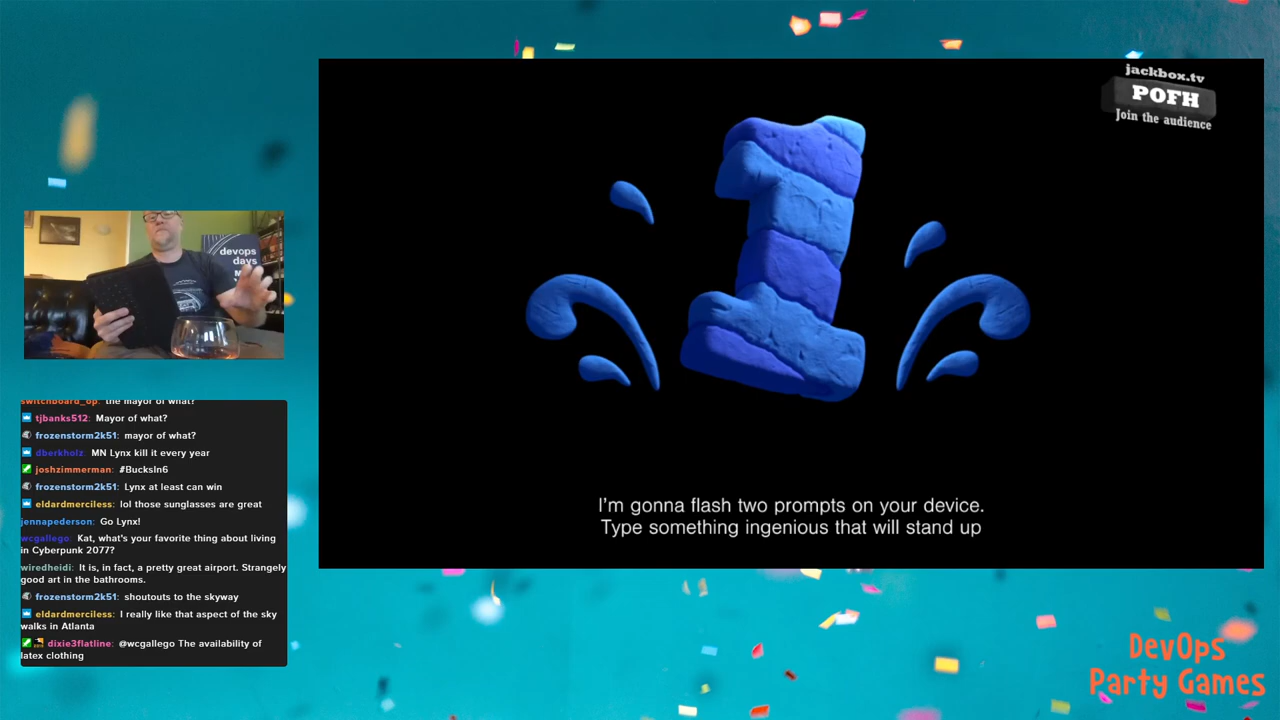 jackbox.tv
POFH
Join the audience
1
devops
days
switchboard_op: the mayor of what?
tjbanks512: Mayor of what?
frozenstorm2k51: mayor of what?
dberkholz: MN Lynx kill it every year
joshzimmerman: #BucksIn6
frozenstorm2k51: Lynx at least can win
eldardmerciless: lol those sunglasses are great
jennapederson: Go Lynx!
wcgallego: Kat, what's your favorite thing about living
in Cyberpunk 2077?
wiredheidi: It is, in fact, a pretty great airport. Strangely
good art in the bathrooms.
frozenstorm2k51: shoutouts to the skyway
eldardmerciless: I really like that aspect of the sky
walks in Atlanta
dixie3flatline: @wcgallego The availability of
latex clothing
I'm gonna flash two prompts on your device.
Type something ingenious that will stand up
DevOps
Party Games